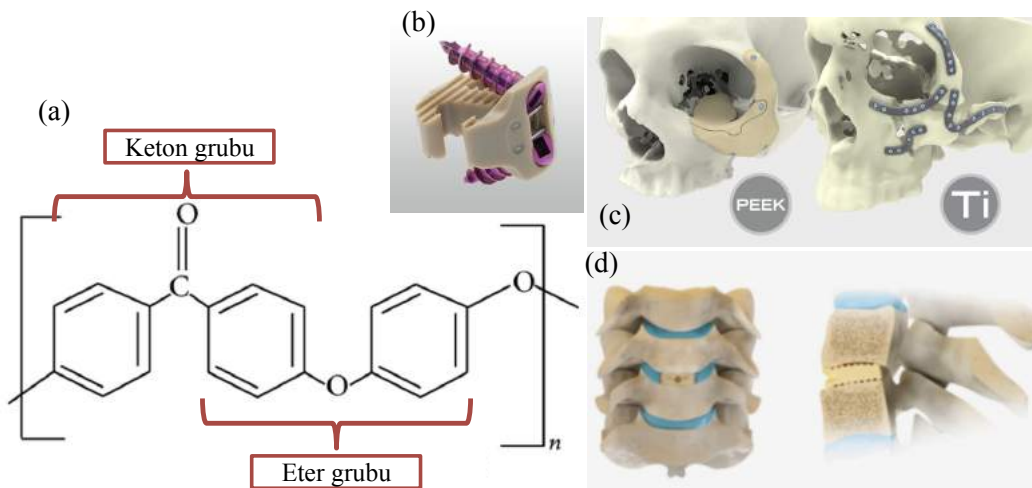 (a)
Keton grubu
O
C
O
O
n
Eter grubu
(b)
(c)
PEEK
Ti
(d)